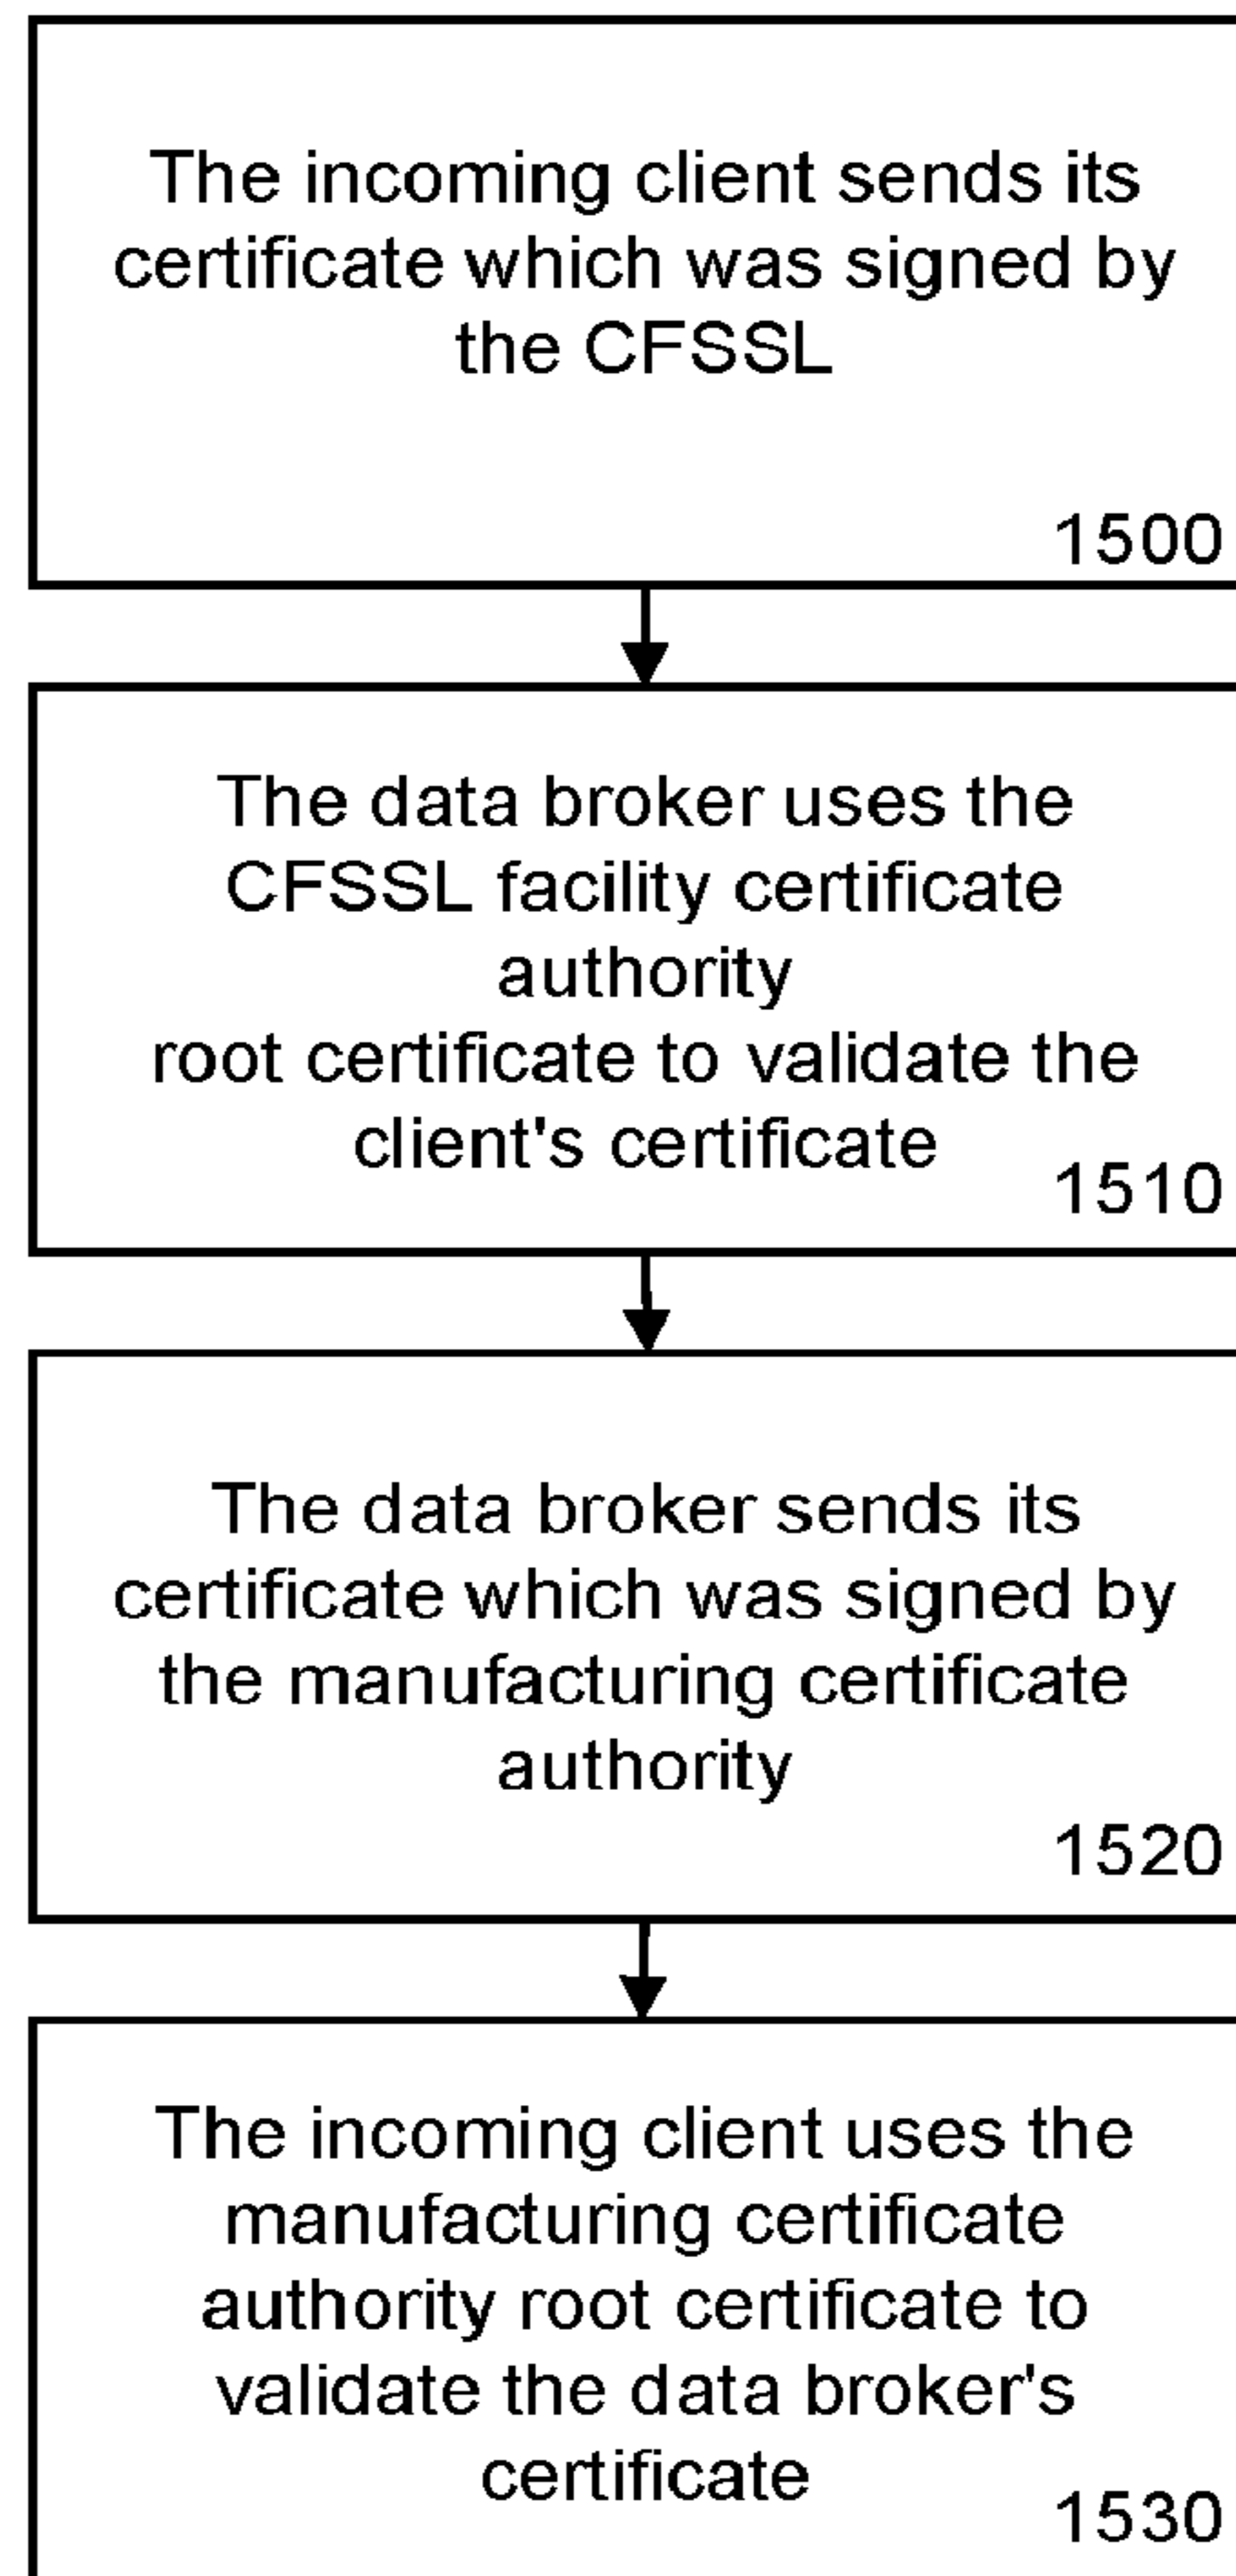 The incoming client sends its
certificate which was signed by
the CFSSL
1500
The data broker uses the
CFSSL facility certificate
authority
root certificate to validate the
client's certificate
1510
The data broker sends its
certificate which was signed by
the manufacturing certificate
authority
1520
The incoming client uses the
manufacturing certificate
authority root certificate to
validate the data broker's
certificate
1530